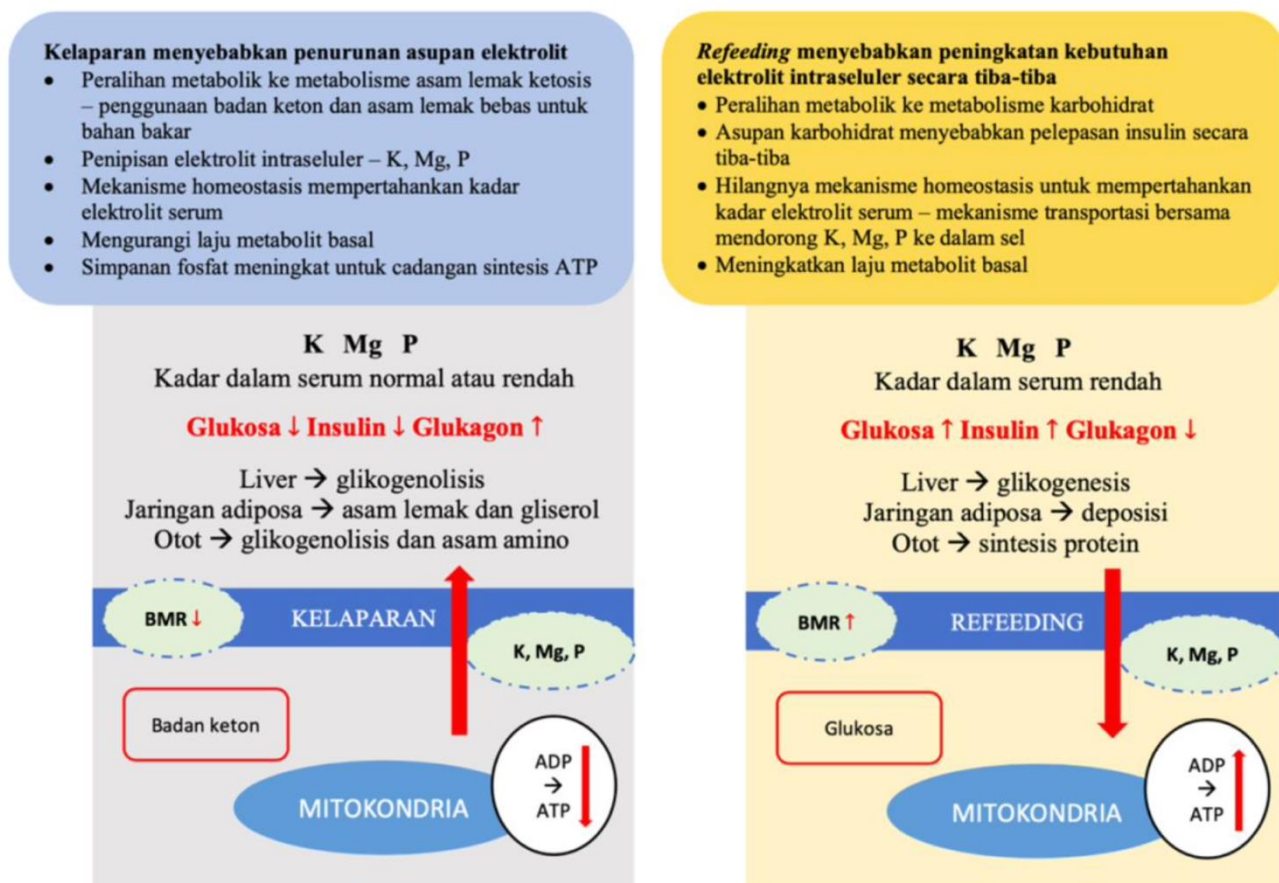 Kelaparan menyebabkan penurunan asupan elektrolit
• Peralihan metabolik ke metabolisme asam lemak ketosis
– penggunaan badan keton dan asam lemak bebas untuk
bahan bakar
• Penipisan elektrolit intraseluler – K, Mg, P
• Mekanisme homeostasis mempertahankan kadar
elektrolit serum
• Mengurangi laju metabolit basal
• Simpanan fosfat meningkat untuk cadangan sintesis ATP
K Mg P
Kadar dalam serum normal atau rendah
Glukosa ↓ Insulin ↓ Glukagon ↑
Liver → glikogenolisis
Jaringan adiposa → asam lemak dan gliserol
Otot → glikogenolisis dan asam amino
BMR ↓
KELAPARAN
K, Mg, P
Badan keton
ADP
→
ATP
MITOKONDRIA
Refeeding menyebabkan peningkatan kebutuhan
elektrolit intraseluler secara tiba-tiba
• Peralihan metabolik ke metabolisme karbohidrat
• Asupan karbohidrat menyebabkan pelepasan insulin secara
tiba-tiba
• Hilangnya mekanisme homeostasis untuk mempertahankan
kadar elektrolit serum – mekanisme transportasi bersama
mendorong K, Mg, P ke dalam sel
• Meningkatkan laju metabolit basal
K Mg P
Kadar dalam serum rendah
Glukosa ↑ Insulin ↑ Glukagon ↓
Liver → glikogenesis
Jaringan adiposa → deposisi
Otot → sintesis protein
BMR ↑
REFEEDING
K, Mg, P
Glukosa
ADP
→
ATP
MITOKONDRIA